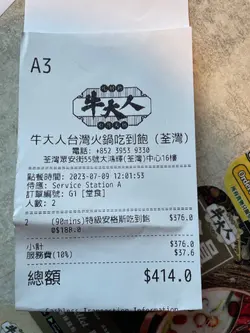 A3
牛大人
牛大人台灣火鍋吃到飽 (荃灣)
電話: +852 3953 9330
荃灣眾安街55號大鴻輝(荃灣)中心16樓
點餐時間: 2023-07-09 12:01:53
侍應: Service Station A
訂單編號: G1 [堂食]
人數: 2
2 (90mins)特級安格斯吃到飽 $376.0
@$188.0
小計 $376.0
服務費(10%) $37.6
總額 $414.0
Cashless Transaction Information